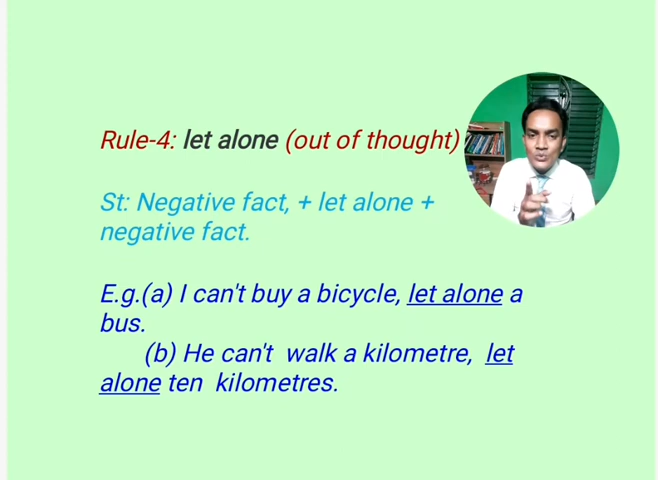 Rule-4: let alone (out of thought)
St: Negative fact, + let alone +
negative fact.
E.g.(a) I can't buy a bicycle, let alone a
bus.
(b) He can't walk a kilometre, let
alone ten kilometres.